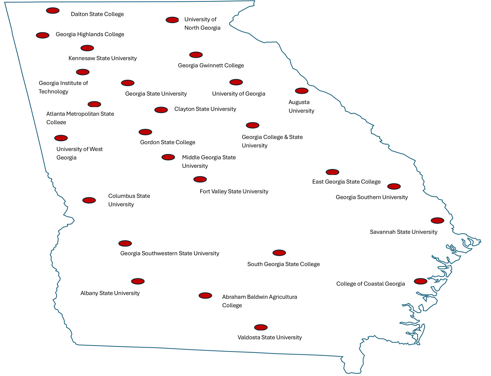 Dalton State College
University of
North Georgia
Georgia Highlands College
Kennesaw State University
Georgia Gwinnett College
Georgia Institute of
Technology
Georgia State University
University of Georgia
Augusta
University
Atlanta Metropolitan State
College
Clayton State University
Georgia College & State
University
Gordon State College
University of West
Georgia
Middle Georgia State
University
East Georgia State College
Fort Valley State University
Georgia Southern University
Columbus State
University
Savannah State University
Georgia Southwestern State University
South Georgia State College
College of Coastal Georgia
Albany State University
Abraham Baldwin Agricultura
College
Valdosta State University